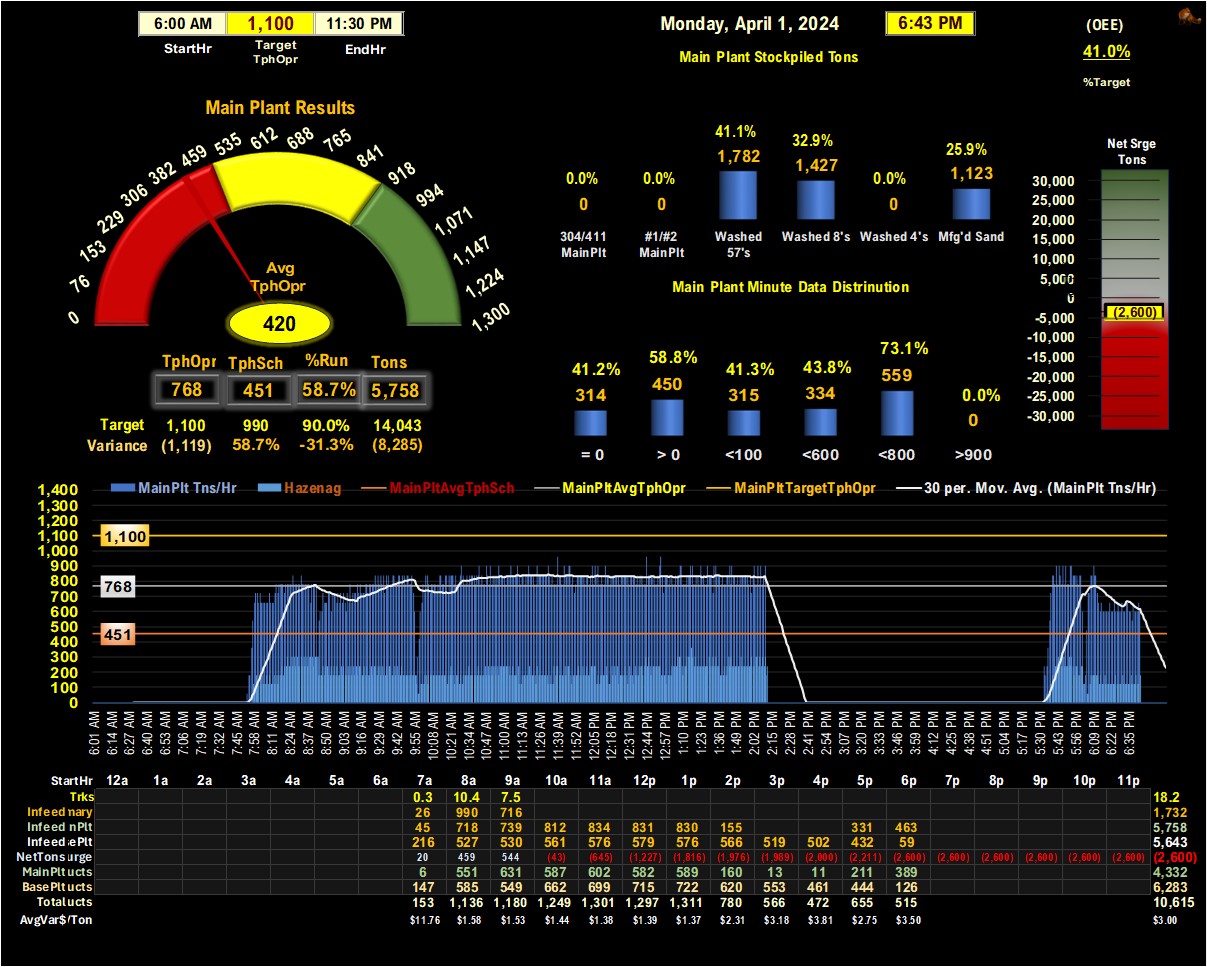 6:00 AM 1,100 11:30 PM
StartHr Target TphOpr EndHr
Monday, April 1, 2024 6:43 PM
(OEE)
41.0%
%Target
Main Plant Stockpiled Tons
41.1% 32.9% 25.9%
1,782 1,427 1,123
0.0% 0.0% 0.0%
0 0 0
304/411 MainPlt #1/#2 MainPlt Washed 57's Washed 8's Washed 4's Mfg'd Sand
Net Srge
Tons
30,000
25,000
20,000
15,000
10,000
5,000
0
(2,600)
-5,000
-10,000
-15,000
-20,000
-25,000
-30,000
Main Plant Results
0 76 153 229 306 382 459 535 612 688 765 841 918 994 1,071 1,147 1,224 1,300
Avg
TphOpr
420
TphOpr TphSch %Run Tons
768 451 58.7% 5,758
Target 1,100 990 90.0% 14,043
Variance (1,119) 58.7% -31.3% (8,285)
Main Plant Minute Data Distrinution
41.2% 58.8% 41.3% 43.8% 73.1% 0.0%
314 450 315 334 559 0
= 0 > 0 <100 <600 <800 >900
MainPlt Tns/Hr Hazenag MainPltAvgTphSch MainPltAvgTphOpr MainPltTargetTphOpr 30 per. Mov. Avg. (MainPlt Tns/Hr)
1,400
1,300
1,200
1,100
1,000
900
800
700
600
500
400
300
200
100
0
1,100
768
451
6:01 AM 6:14 AM 6:27 AM 6:40 AM 6:53 AM 7:06 AM 7:19 AM 7:32 AM 7:45 AM 7:58 AM 8:11 AM 8:24 AM 8:37 AM 8:50 AM 9:03 AM 9:16 AM 9:29 AM 9:42 AM 9:55 AM 10:08 AM 10:21 AM 10:34 AM 10:47 AM 11:00 AM 11:13 AM 11:26 AM 11:39 AM 11:52 AM 12:05 PM 12:18 PM 12:31 PM 12:44 PM 12:57 PM 1:10 PM 1:23 PM 1:36 PM 1:49 PM 2:02 PM 2:15 PM 2:28 PM 2:41 PM 2:54 PM 3:07 PM 3:20 PM 3:33 PM 3:46 PM 3:59 PM 4:12 PM 4:25 PM 4:38 PM 4:51 PM 5:04 PM 5:17 PM 5:30 PM 5:43 PM 5:56 PM 6:09 PM 6:22 PM 6:35 PM
StartHr 12a 1a 2a 3a 4a 5a 6a 7a 8a 9a 10a 11a 12p 1p 2p 3p 4p 5p 6p 7p 8p 9p 10p 11p
Trks 0.3 10.4 7.5 18.2
Infeed nary 26 990 716 1,732
Infeed nPlt 45 718 739 812 834 831 830 155 331 463 5,758
Infeed ePlt 216 527 530 561 576 579 576 566 519 502 432 59 5,643
NetTons urge 20 459 544 (43) (645) (1,227) (1,816) (1,976) (1,989) (2,000) (2,211) (2,600) (2,600) (2,600) (2,600) (2,600) (2,600) (2,600)
MainPlt ucts 6 551 631 587 602 582 589 160 13 11 211 389 4,332
BasePlt ucts 147 585 549 662 699 715 722 620 553 461 444 126 6,283
Total ucts 153 1,136 1,180 1,249 1,301 1,297 1,311 780 566 472 655 515 10,615
AvgVar$/Ton $11.76 $1.58 $1.53 $1.44 $1.38 $1.39 $1.37 $2.31 $3.18 $3.81 $2.75 $3.50 $3.00